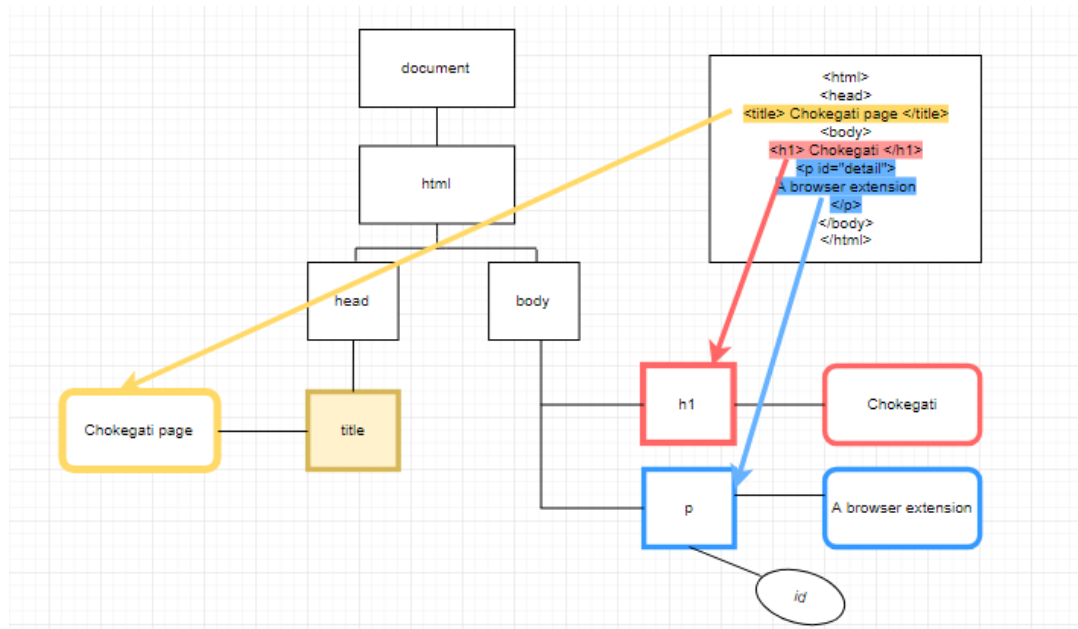 document
<html>
<head>
<title> Chokegati page </title>
<body>
<h1> Chokegati </h1>
<p id="detail">
A browser extension
</p>
</body>
</html>
html
head
body
Chokegati page
title
h1
Chokegati
p
A browser extension
id